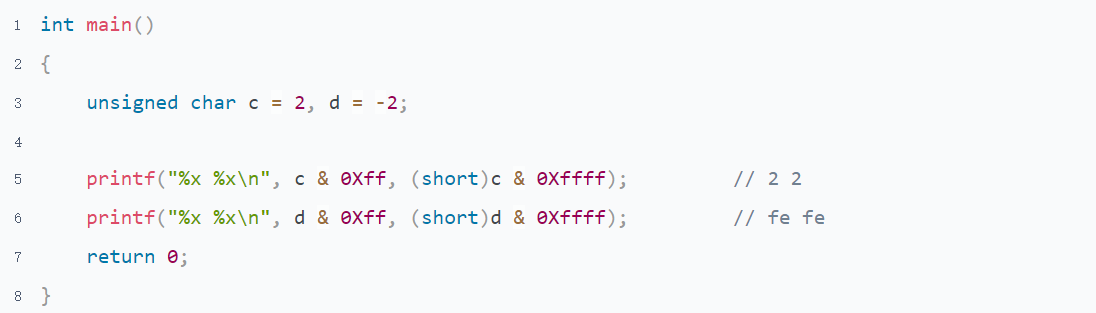 1 int main()
2 {
3     unsigned char c = 2, d = -2;
4
5     printf("%x %x\n", c & 0Xff, (short)c & 0Xffff);          // 2 2
6     printf("%x %x\n", d & 0Xff, (short)d & 0Xffff);          // fe fe
7     return 0;
8 }